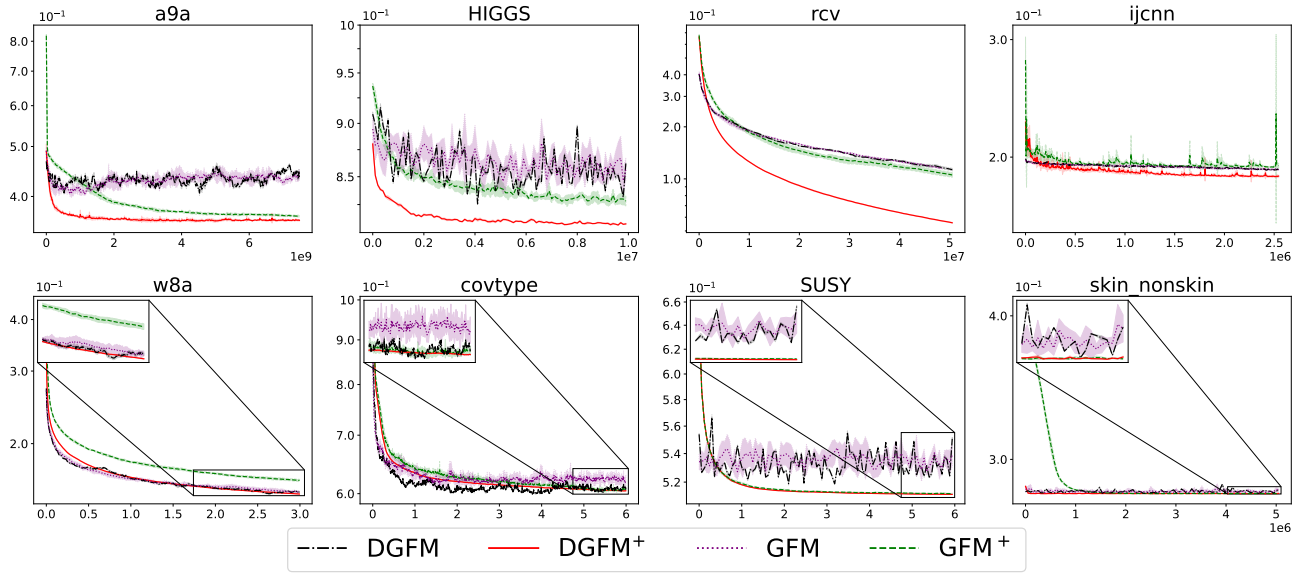 a9a
×10⁻¹
8.0
7.0
6.0
5.0
4.0
0 2 4 6
1e9
HIGGS
×10⁻¹
10
9.5
9.0
8.5
0.0 0.2 0.4 0.6 0.8 1.0
1e7
rcv
×10⁻¹
4.0
3.0
2.0
1.0
0 1 2 3 4 5
1e7
ijcnn
×10⁻¹
3.0
2.0
0.0 0.5 1.0 1.5 2.0 2.5
1e6
w8a
×10⁻¹
4.0
3.0
2.0
0.0 0.5 1.0 1.5 2.0 2.5 3.0
covtype
×10⁻¹
10
9.0
8.0
7.0
6.0
0 1 2 3 4 5 6
SUSY
×10⁻¹
6.6
6.4
6.2
6.0
5.8
5.6
5.4
5.2
0 1 2 3 4 5 6
skin_nonskin
×10⁻¹
4.0
3.0
0 1 2 3 4 5
1e6
DGFM DGFM⁺ GFM GFM⁺